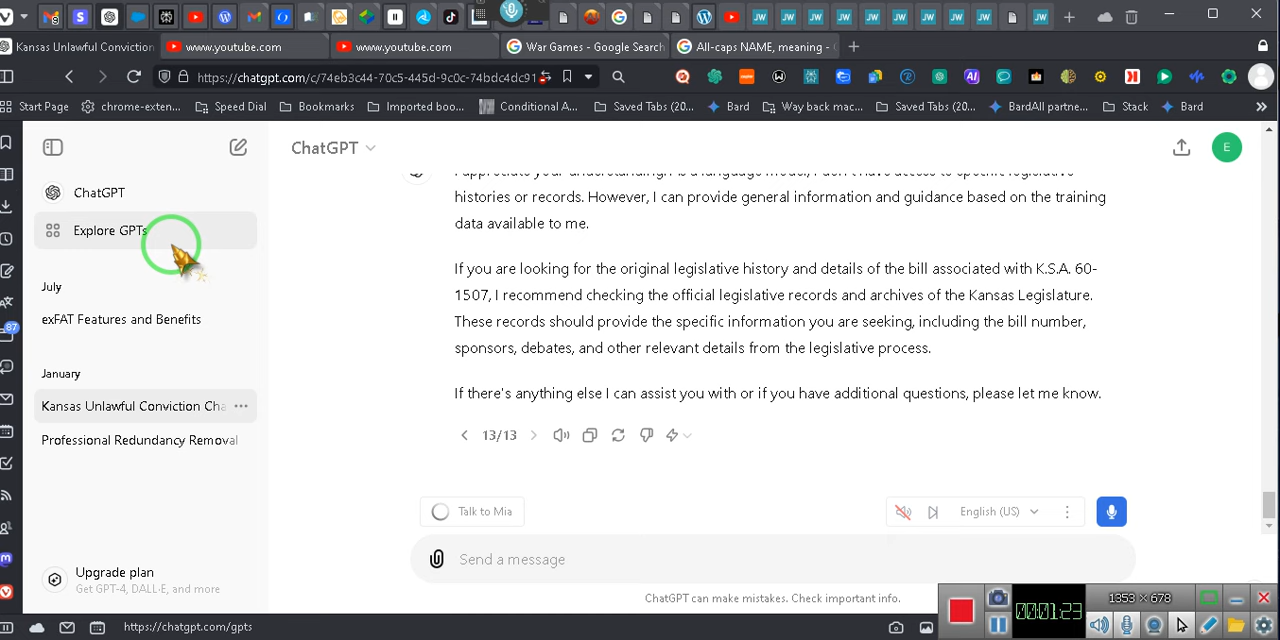 Kansas Unlawful Conviction
www.youtube.com
www.youtube.com
War Games - Google Search
All-caps NAME, meaning -
https://chatgpt.com/c/74eb3c44-70c5-445d-9c0c-74bdc4dc91
Start Page
chrome-exten...
Speed Dial
Bookmarks
Imported boo...
Conditional A...
Saved Tabs (20...
Bard
Way back mac...
Saved Tabs (20...
BardAll partne...
Stack
Bard
ChatGPT
E
ChatGPT
Explore GPTs
July
exFAT Features and Benefits
January
Kansas Unlawful Conviction Cha
Professional Redundancy Removal
Upgrade plan
Get GPT-4, DALL·E, and more
histories or records. However, I can provide general information and guidance based on the training
data available to me.
If you are looking for the original legislative history and details of the bill associated with K.S.A. 60-
1507, I recommend checking the official legislative records and archives of the Kansas Legislature.
These records should provide the specific information you are seeking, including the bill number,
sponsors, debates, and other relevant details from the legislative process.
If there's anything else I can assist you with or if you have additional questions, please let me know.
13/13
Talk to Mia
English (US)
Send a message
ChatGPT can make mistakes. Check important info.
87
https://chatgpt.com/gpts
00:01:23
1353 × 678